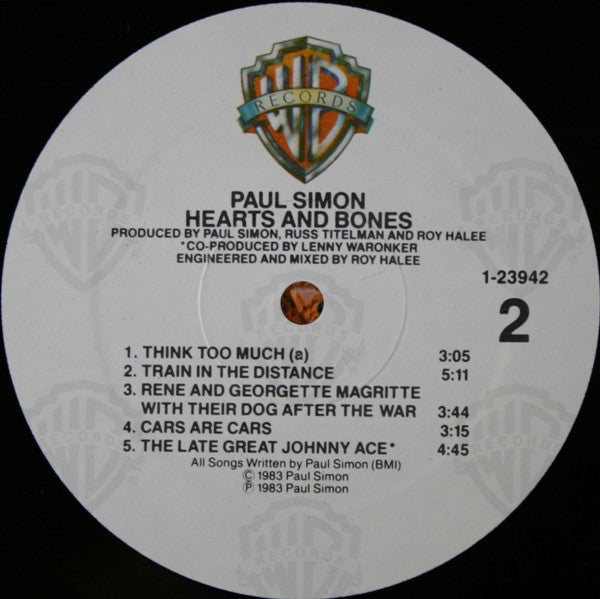 WB
RECORDS
PAUL SIMON
HEARTS AND BONES
PRODUCED BY PAUL SIMON, RUSS TITELMAN AND ROY HALEE
*CO-PRODUCED BY LENNY WARONKER
ENGINEERED AND MIXED BY ROY HALEE
1-23942
2
1. THINK TOO MUCH (a) 3:05
2. TRAIN IN THE DISTANCE 5:11
3. RENE AND GEORGETTE MAGRITTE
WITH THEIR DOG AFTER THE WAR 3:44
4. CARS ARE CARS 3:15
5. THE LATE GREAT JOHNNY ACE* 4:45
All Songs Written by Paul Simon (BMI)
© 1983 Paul Simon
℗ 1983 Paul Simon